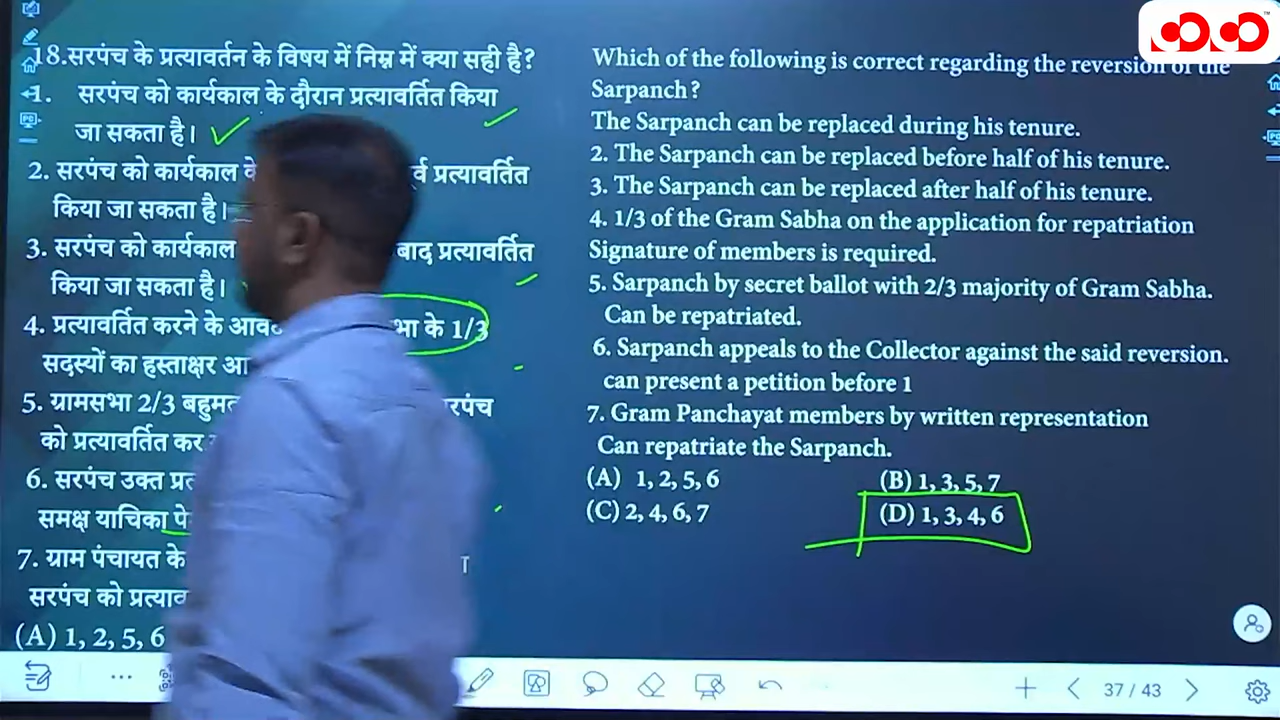 18.सरपंच के प्रत्यावर्तन के विषय में निम्न में क्या सही है?
1. सरपंच को कार्यकाल के दौरान प्रत्यावर्तित किया
जा सकता है।
2. सरपंच को कार्यकाल प्रत्यावर्तित
किया जा सकता है।
3. सरपंच को कार्यकाल बाद प्रत्यावर्तित
किया जा सकता है।
4. प्रत्यावर्तित करने के के 1/3
सदस्यों का हस्ताक्षर
5. ग्रामसभा 2/3
को प्रत्यावर्तित कर
6. सरपंच उक्त
समक्ष याचिका
7. ग्राम पंचायत के
सरपंच को
(A) 1, 2, 5, 6
Which of the following is correct regarding the reversion of the
Sarpanch?
The Sarpanch can be replaced during his tenure.
2. The Sarpanch can be replaced before half of his tenure.
3. The Sarpanch can be replaced after half of his tenure.
4. 1/3 of the Gram Sabha on the application for repatriation
Signature of members is required.
5. Sarpanch by secret ballot with 2/3 majority of Gram Sabha.
Can be repatriated.
6. Sarpanch appeals to the Collector against the said reversion.
can present a petition before 1
7. Gram Panchayat members by written representation
Can repatriate the Sarpanch.
(A) 1, 2, 5, 6 (B) 1, 3, 5, 7
(C) 2, 4, 6, 7 (D) 1, 3, 4, 6
37 / 43